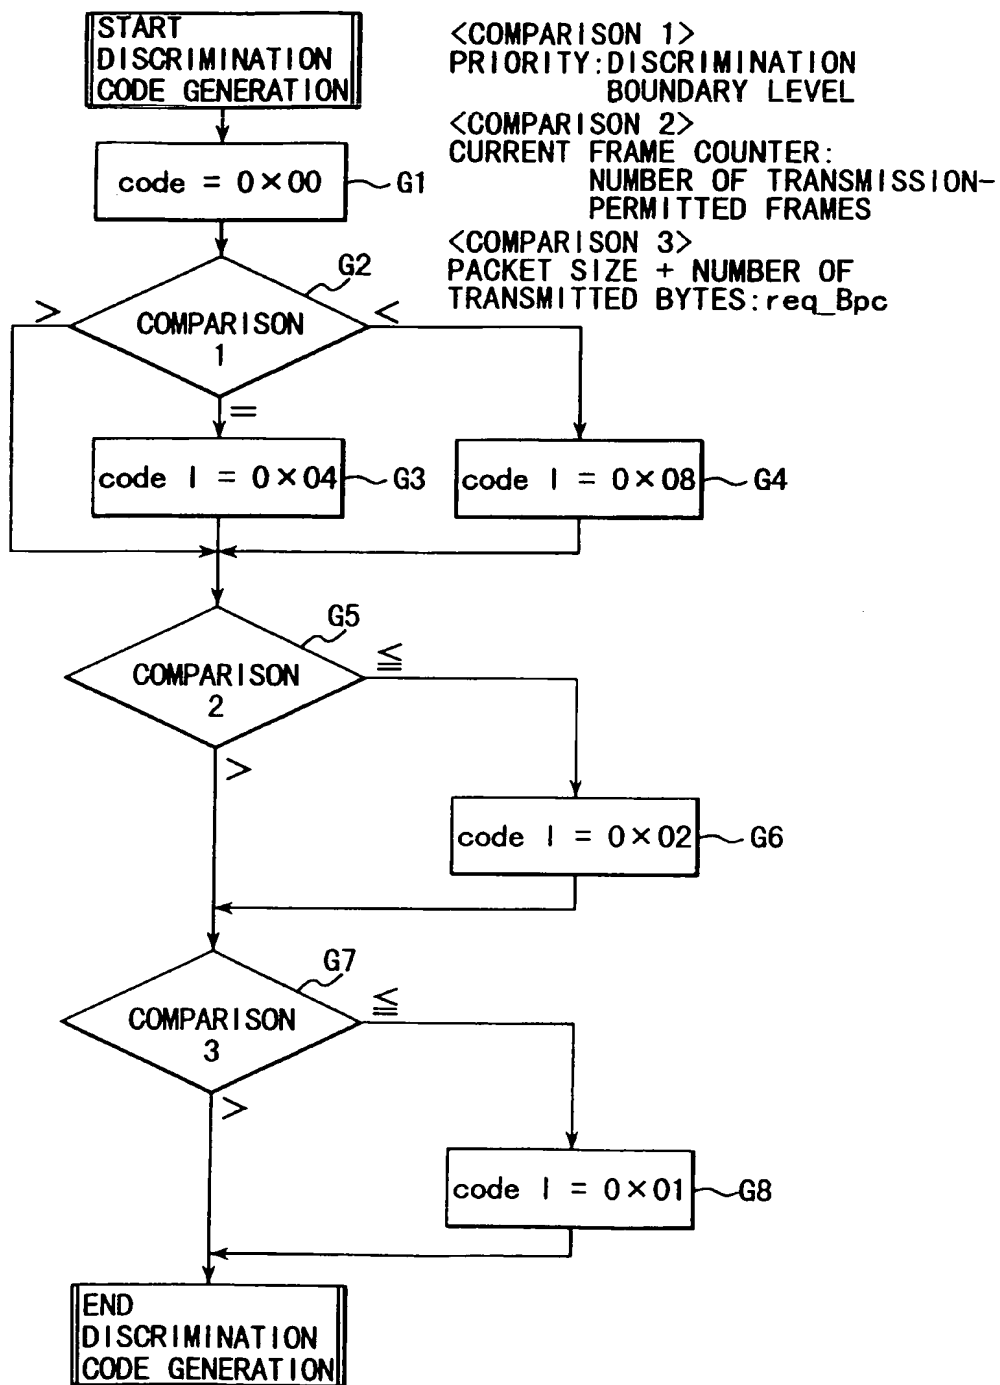 START
DISCRIMINATION
CODE GENERATION
<COMPARISON 1>
PRIORITY:DISCRIMINATION
BOUNDARY LEVEL
<COMPARISON 2>
CURRENT FRAME COUNTER:
NUMBER OF TRANSMISSION-
PERMITTED FRAMES
<COMPARISON 3>
PACKET SIZE + NUMBER OF
TRANSMITTED BYTES:req_Bpc
code = 0×00
G1
G2
>
COMPARISON
1
<
=
code | = 0×04
G3
code | = 0×08
G4
G5
COMPARISON
2
≦
>
code | = 0×02
G6
G7
COMPARISON
3
≦
>
code | = 0×01
G8
END
DISCRIMINATION
CODE GENERATION